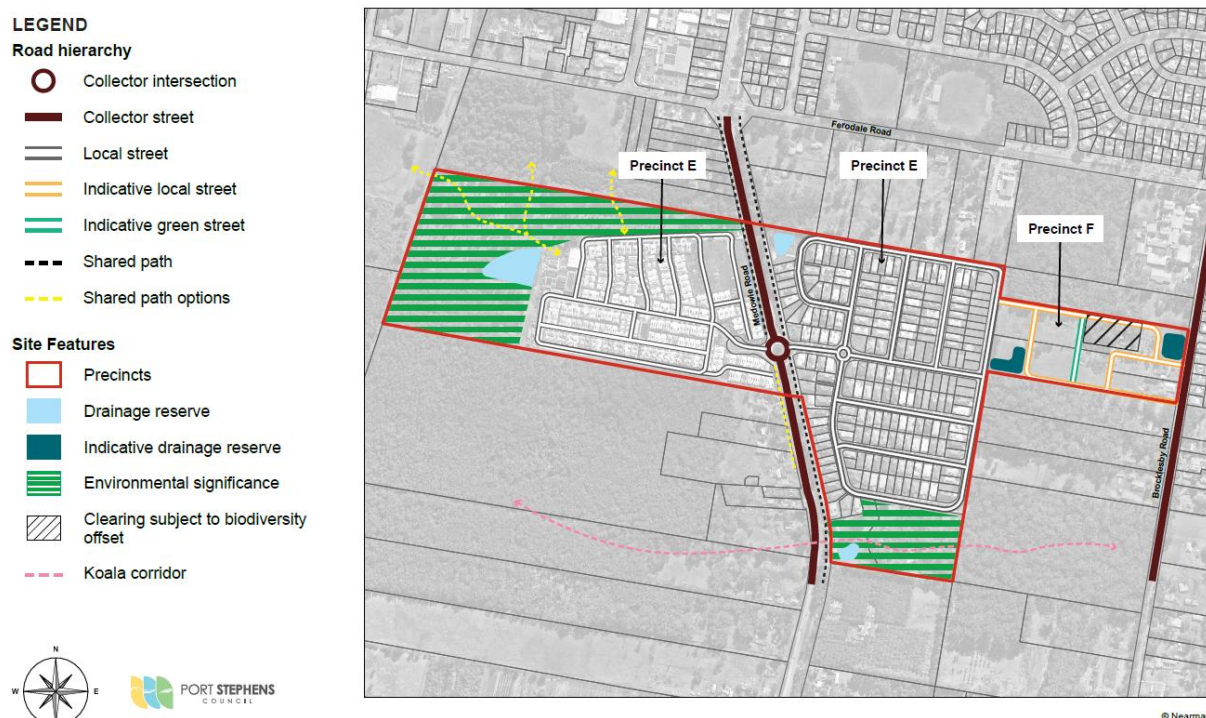 LEGEND
Road hierarchy
Collector intersection
Collector street
Local street
Indicative local street
Indicative green street
Shared path
Shared path options
Site Features
Precincts
Drainage reserve
Indicative drainage reserve
Environmental significance
Clearing subject to biodiversity
offset
Koala corridor
N
W
E
S
PORT STEPHENS
COUNCIL
Ferodale Road
Precinct E
Precinct E
Precinct F
Medowie Road
Brocklesby Road